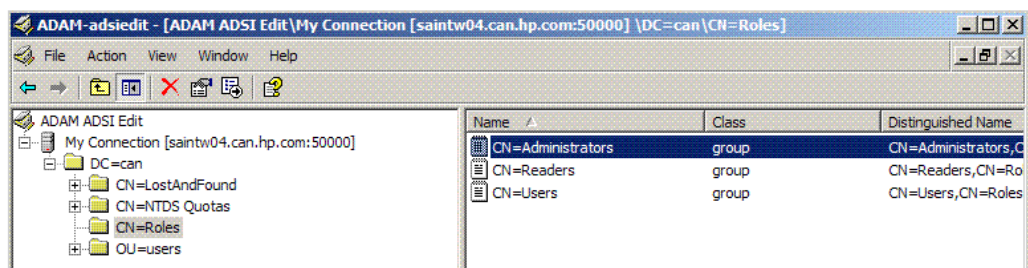 ADAM-adsiedit - [ADAM ADSI Edit\My Connection [saintw04.can.hp.com:50000] \DC=can\CN=Roles]
File Action View Window Help
ADAM ADSI Edit
My Connection [saintw04.can.hp.com:50000]
DC=can
CN=LostAndFound
CN=NTDS Quotas
CN=Roles
OU=users
Name Class Distinguished Name
CN=Administrators group CN=Administrators,C
CN=Readers group CN=Readers,CN=Ro
CN=Users group CN=Users,CN=Roles